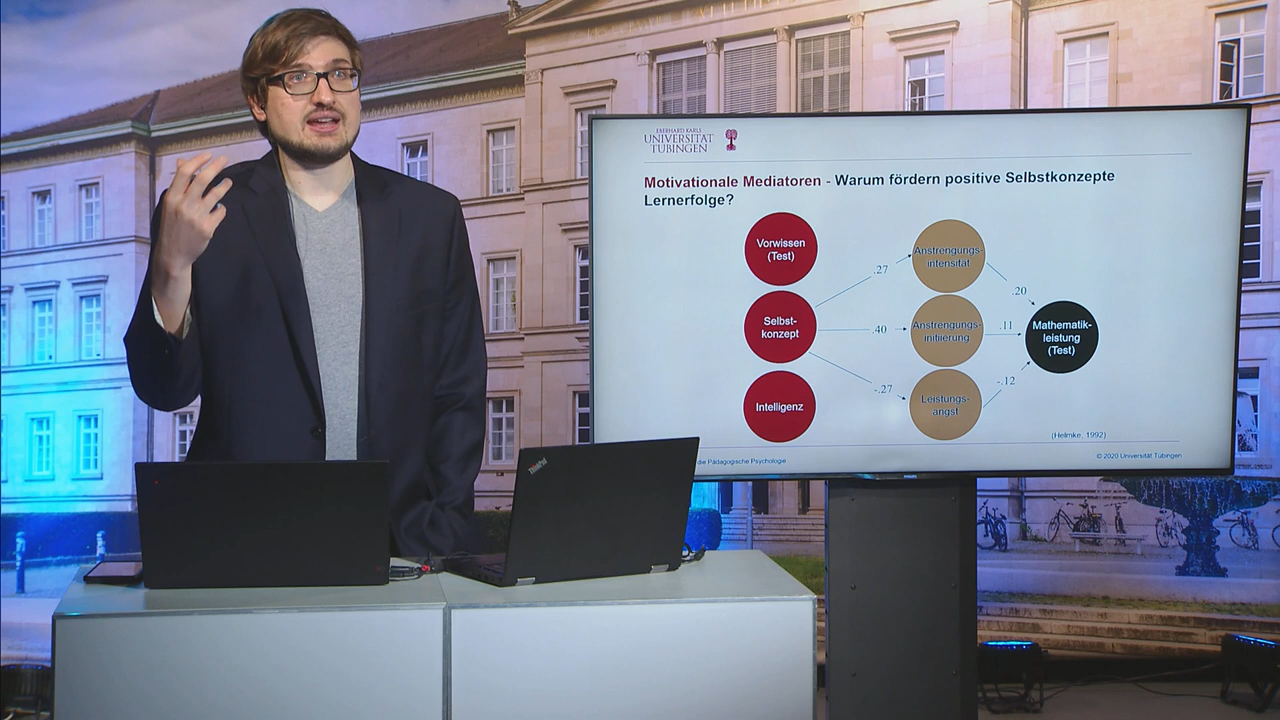 EBERHARD KARLS
UNIVERSITÄT
TÜBINGEN
Motivationale Mediatoren - Warum fördern positive Selbstkonzepte
Lernerfolge?
Vorwissen
(Test)
Anstrengungs-
intensität
.27
.20
Selbst-
konzept
.40
Anstrengungs-
initiierung
.11
Mathematik-
leistung
(Test)
-.27
-.12
Intelligenz
Leistungs-
angst
(Helmke, 1992)
die Pädagogische Psychologie
© 2020 Universität Tübingen
ThinkPad